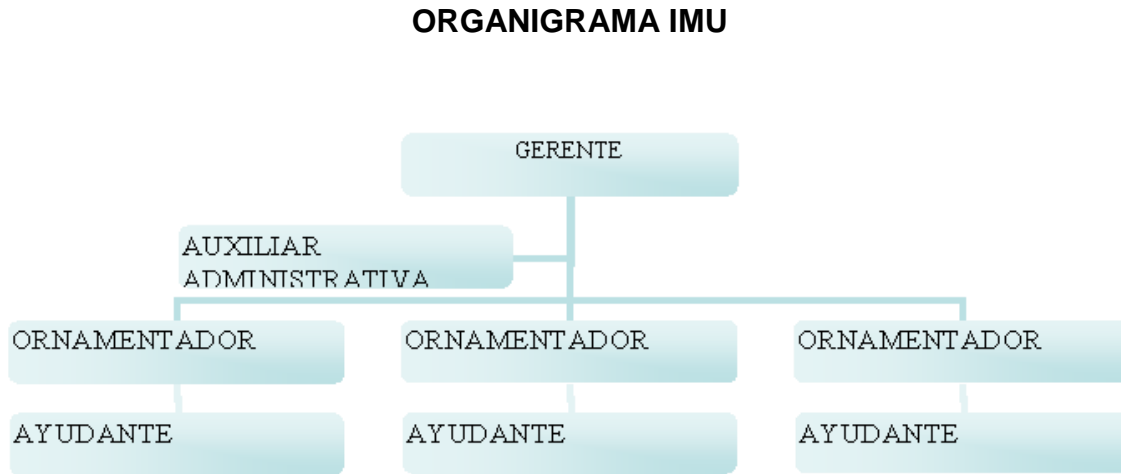 ORGANIGRAMA IMU
GERENTE
AUXILIAR
ADMINISTRATIVA
ORNAMENTADOR
ORNAMENTADOR
ORNAMENTADOR
AYUDANTE
AYUDANTE
AYUDANTE